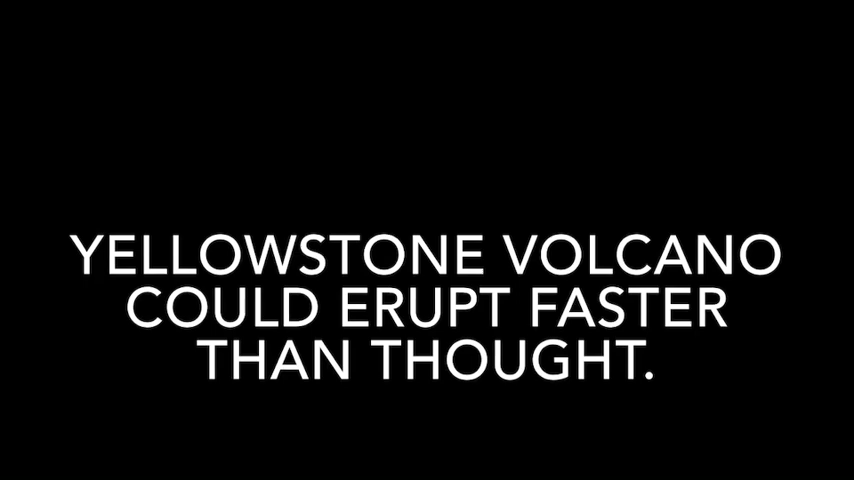 YELLOWSTONE VOLCANO
COULD ERUPT FASTER
THAN THOUGHT.